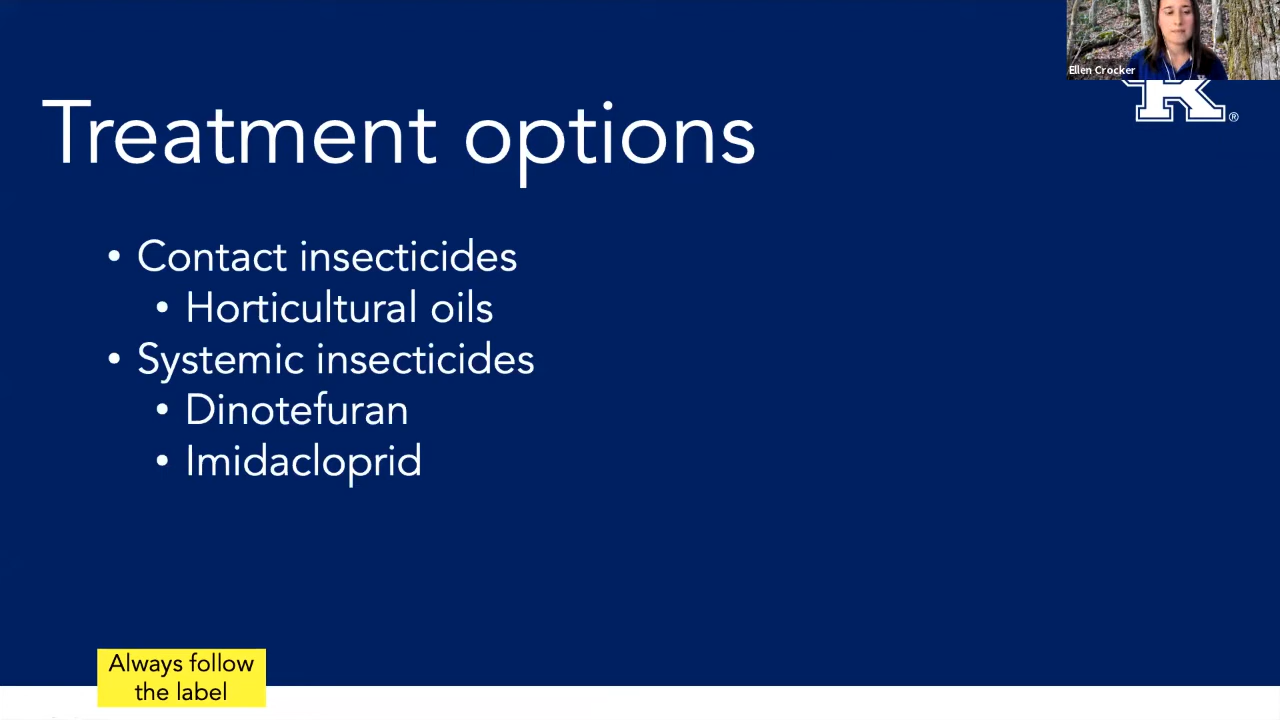 Ellen Crocker
®
Treatment options
• Contact insecticides
• Horticultural oils
• Systemic insecticides
• Dinotefuran
• Imidacloprid
Always follow
the label